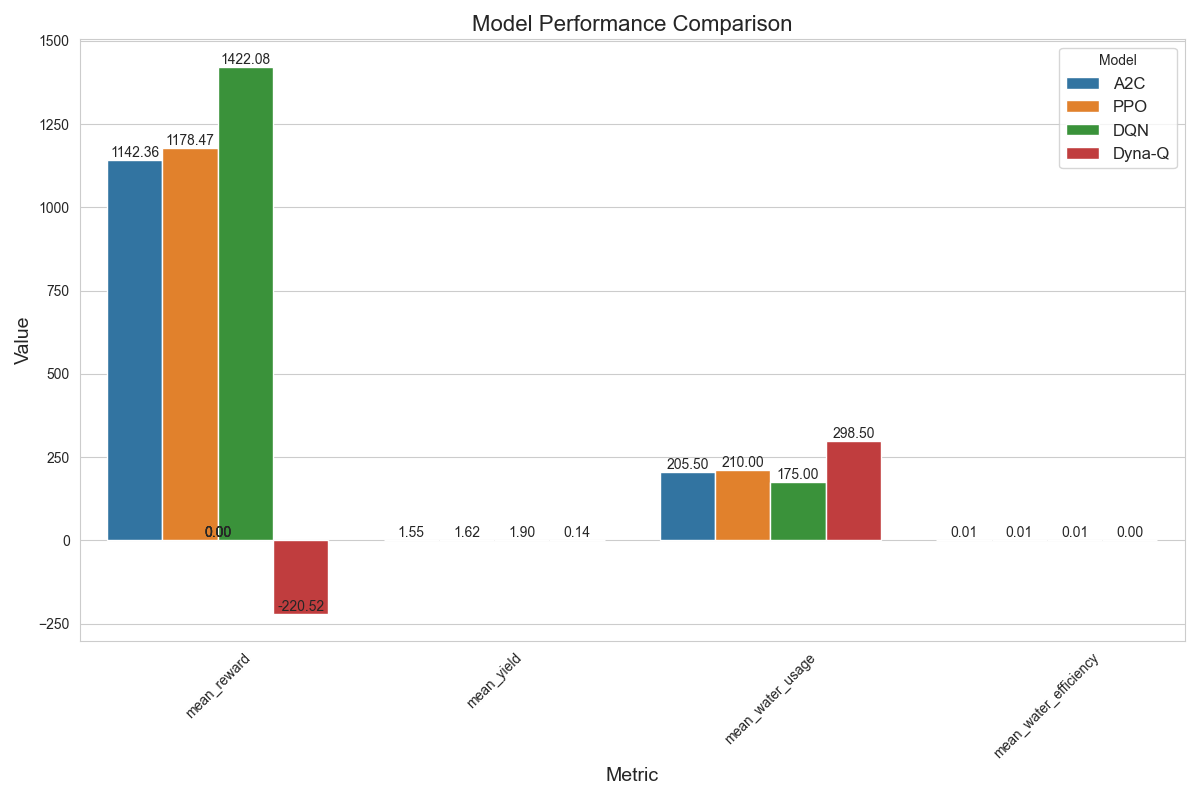 Model Performance Comparison
1500
1250
1000
750
500
250
0
−250
Value
1142.36
1178.47
1422.08
-220.52
0.00
1.55 1.62 1.90 0.14
205.50
210.00
175.00
298.50
0.01 0.01 0.01 0.00
Model
A2C
PPO
DQN
Dyna-Q
mean_reward
mean_yield
mean_water_usage
mean_water_efficiency
Metric